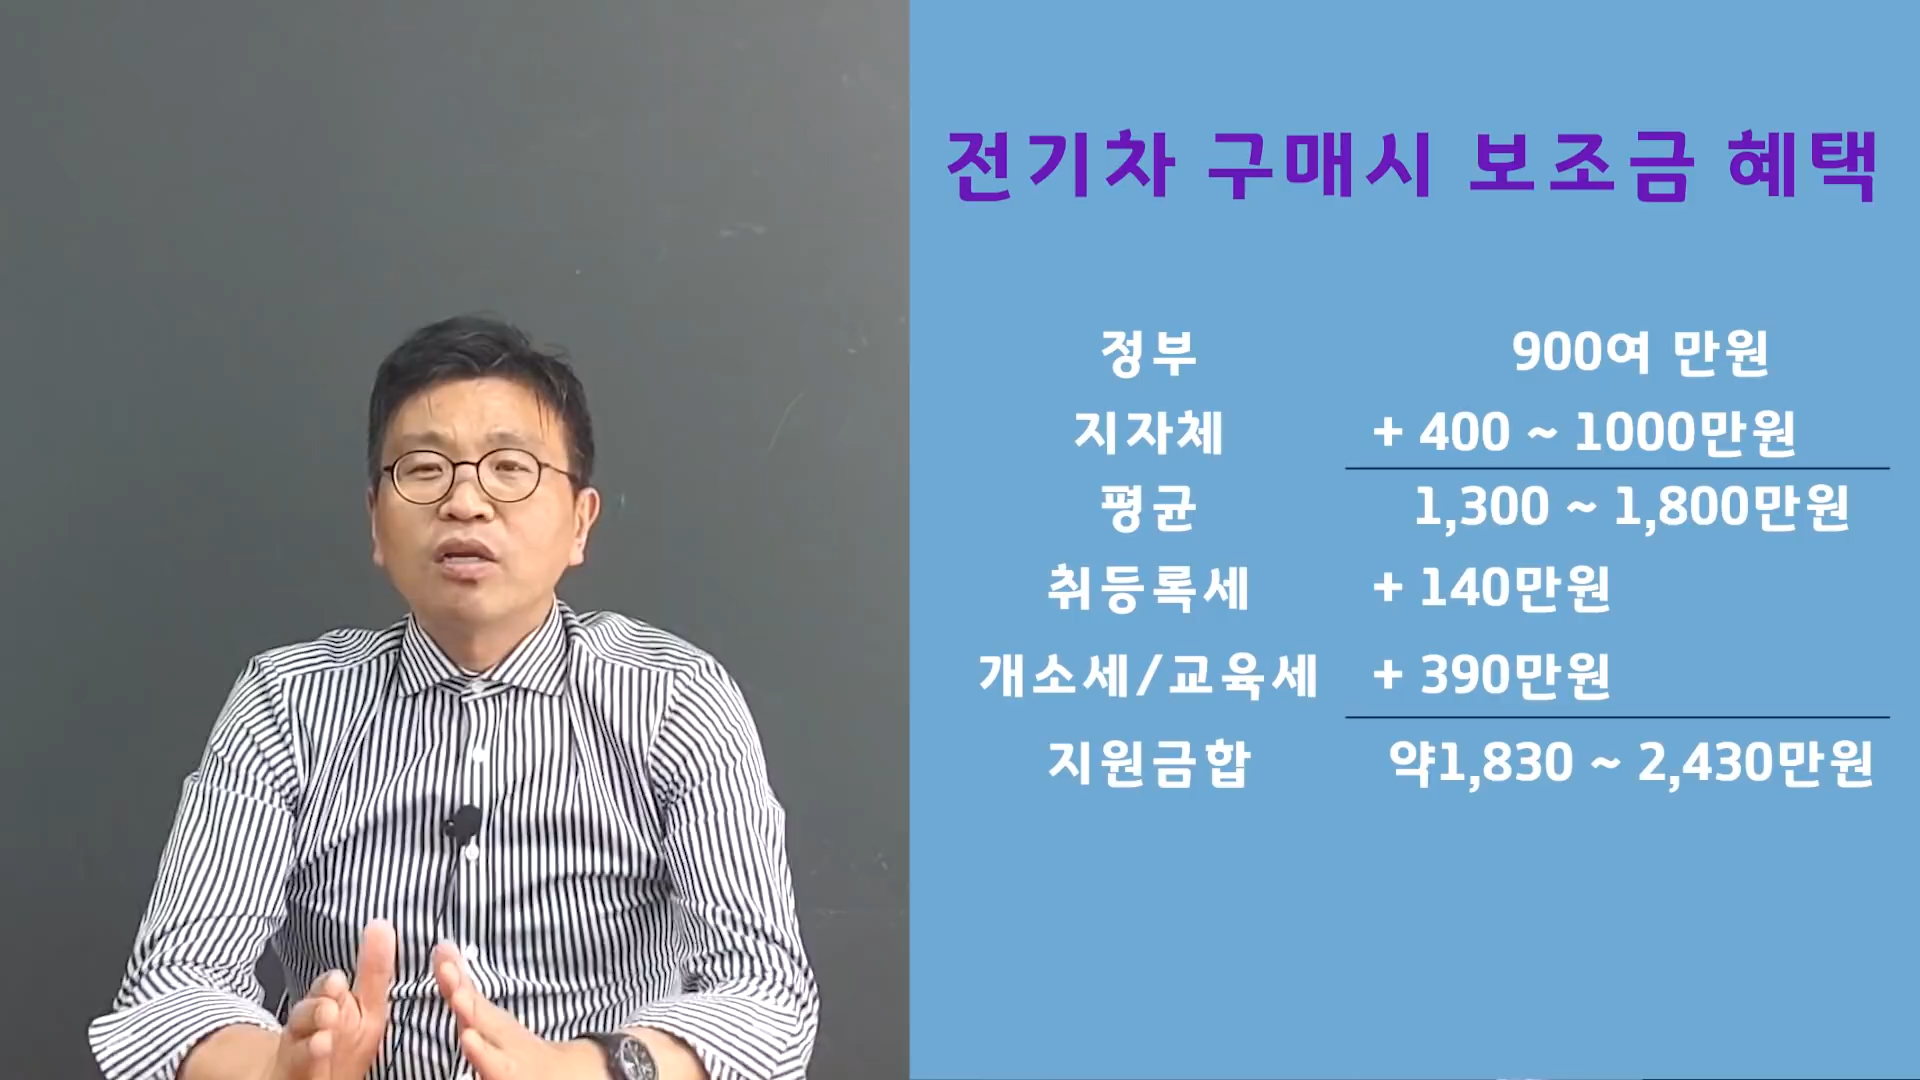 전기차 구매시 보조금 혜택
정부 900여 만원
지자체 + 400 ~ 1000만원
평균 1,300 ~ 1,800만원
취등록세 + 140만원
개소세/교육세 + 390만원
지원금합 약1,830 ~ 2,430만원